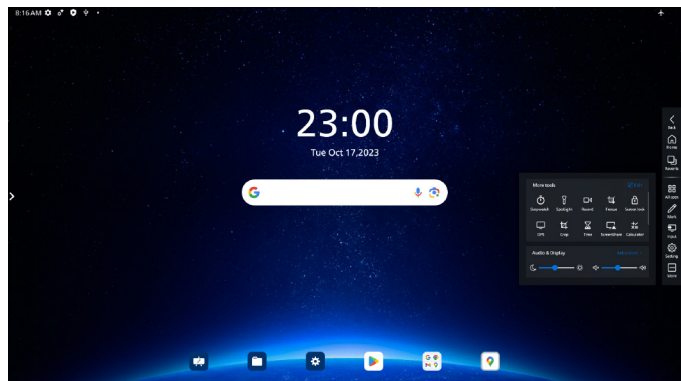 8:16AM
23:00
Tue Oct 17,2023
More tools
Edit
Stopwatch Spotlight Record Freeze Screen lock
OPS Crop Timer ScreenShare Calculator
Audio & Display
Back
Home
Recents
All apps
Mark
Input
Setting
More